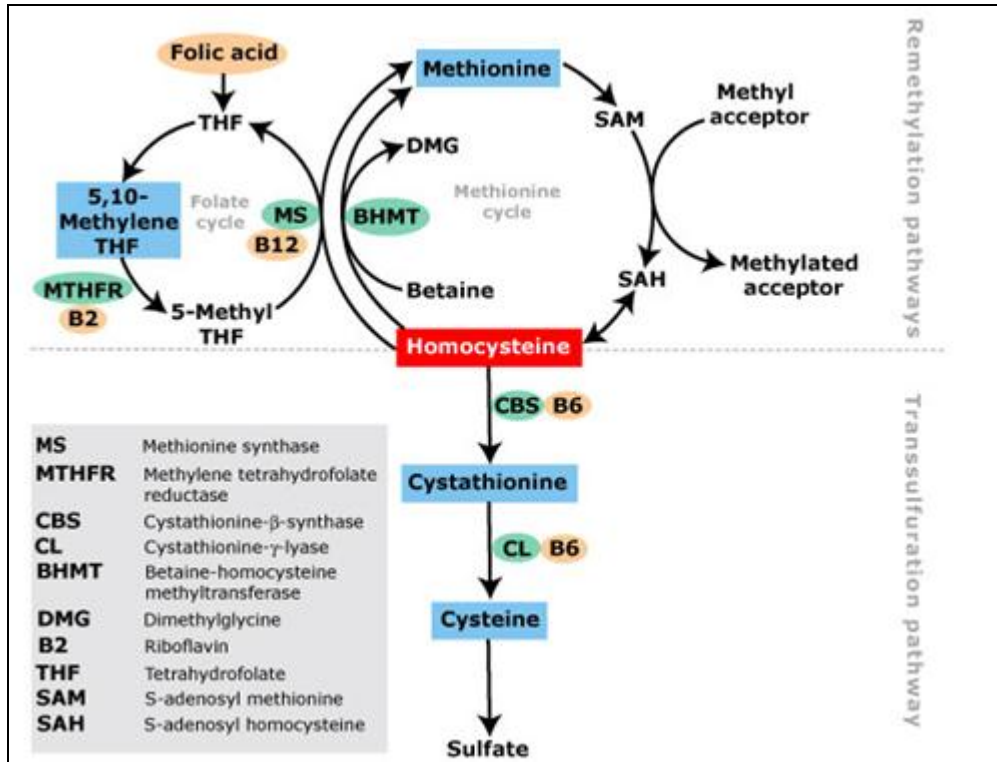 Folic acid
THF
5,10-
Methylene
THF
Folate
cycle
MTHFR
B2
5-Methyl
THF
MS
B12
Methionine
DMG
BHMT
Methionine
cycle
Betaine
SAM
Methyl
acceptor
SAH
Methylated
acceptor
Homocysteine
Remethylation pathways
CBS B6
Cystathionine
CL B6
Cysteine
Sulfate
Transsulfuration pathway
MS Methionine synthase
MTHFR Methylene tetrahydrofolate
reductase
CBS Cystathionine-β-synthase
CL Cystathionine-γ-lyase
BHMT Betaine-homocysteine
methyltransferase
DMG Dimethylglycine
B2 Riboflavin
THF Tetrahydrofolate
SAM S-adenosyl methionine
SAH S-adenosyl homocysteine